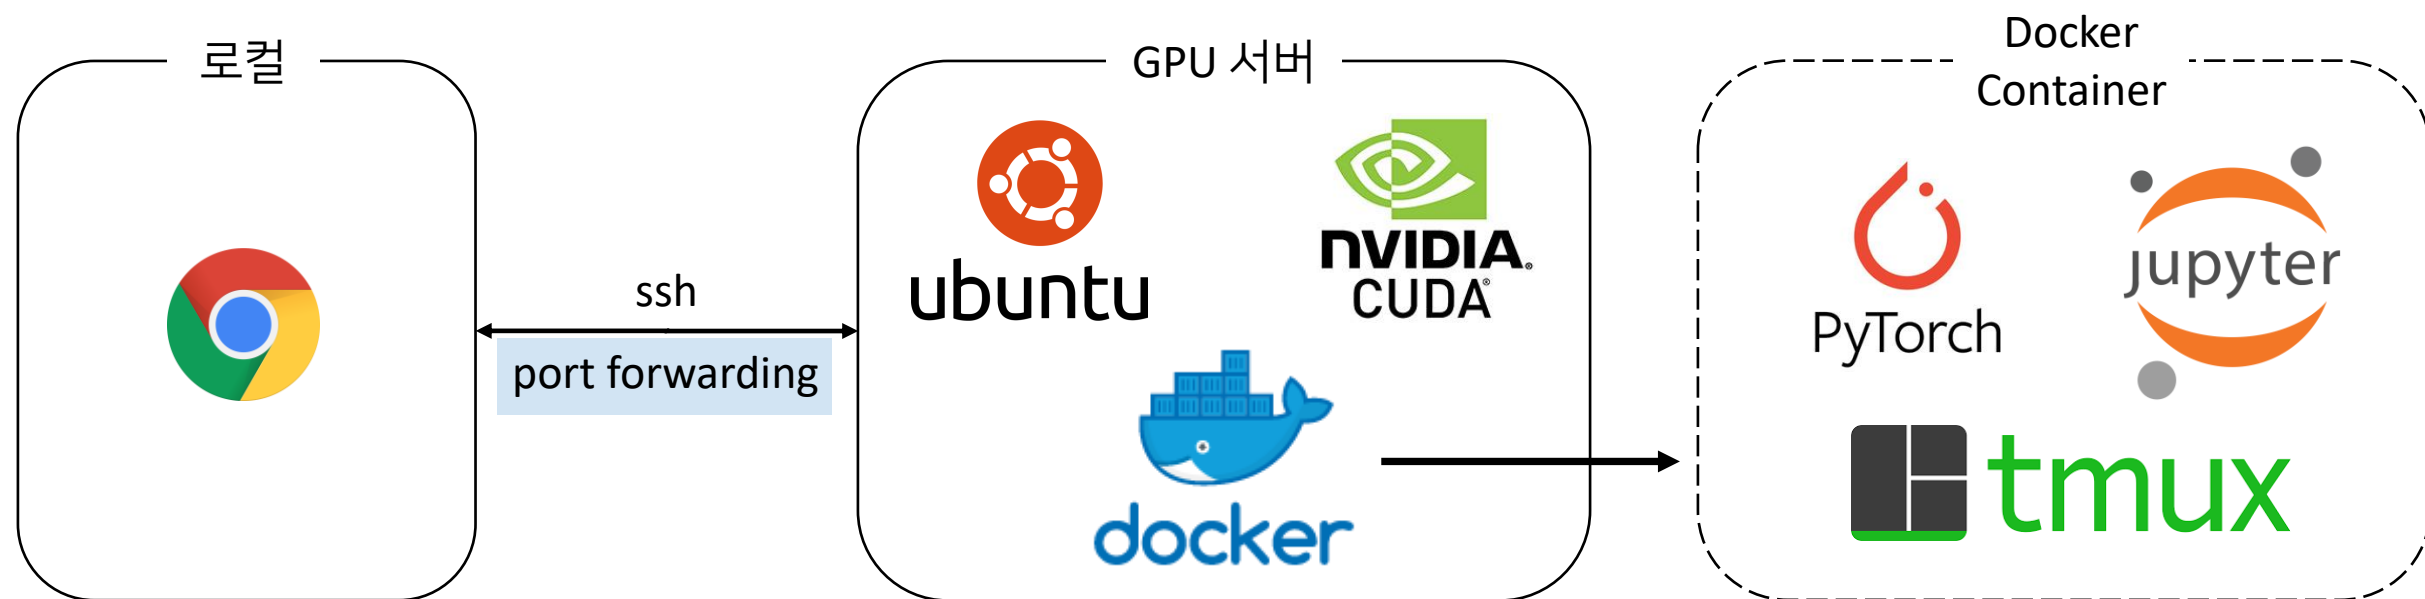 로컬
ssh
port forwarding
GPU 서버
ubuntu
NVIDIA®
CUDA®
docker
Docker
Container
PyTorch
jupyter
tmux